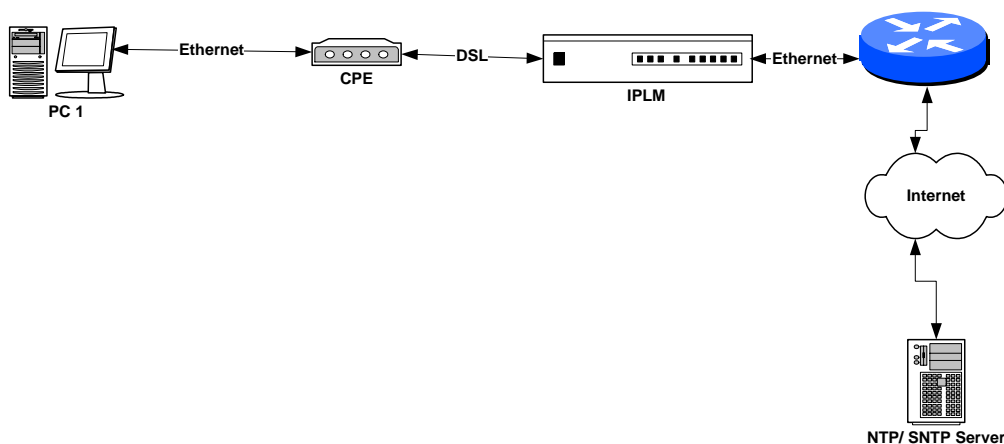 Ethernet
DSL
Ethernet
PC 1
CPE
IPLM
Internet
NTP/ SNTP Server